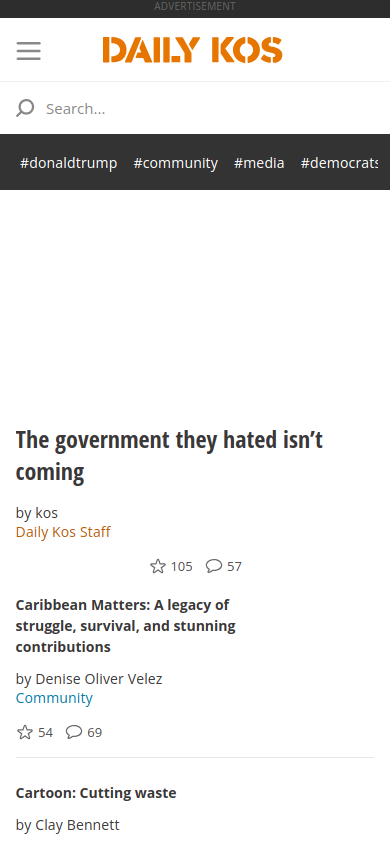 ADVERTISEMENT
DAILY KOS
Search...
#donaldtrump #community #media #democrats
The government they hated isn’t
coming
by kos
Daily Kos Staff
105 57
Caribbean Matters: A legacy of
struggle, survival, and stunning
contributions
by Denise Oliver Velez
Community
54 69
Cartoon: Cutting waste
by Clay Bennett